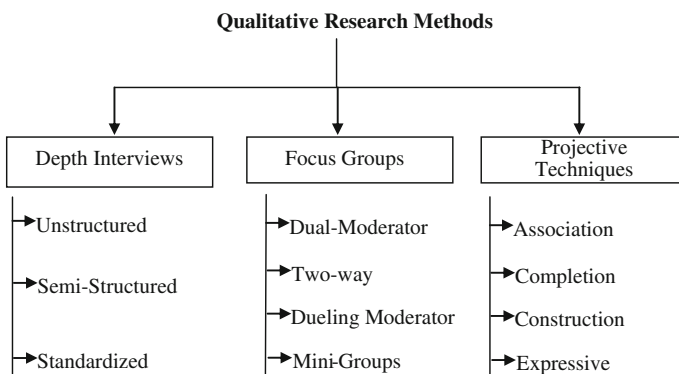 Qualitative Research Methods
Depth Interviews
Unstructured
Semi-Structured
Standardized
Focus Groups
Dual-Moderator
Two-way
Dueling Moderator
Mini-Groups
Projective
Techniques
Association
Completion
Construction
Expressive